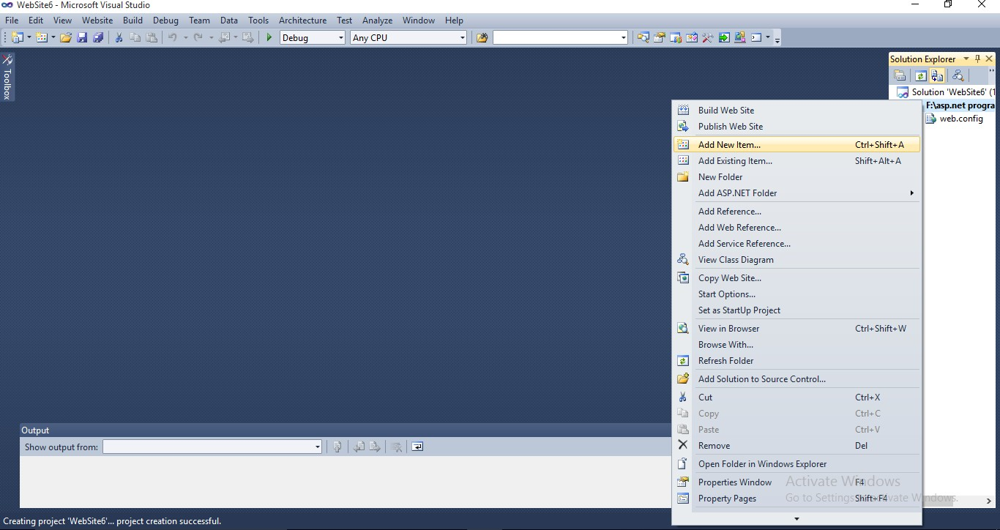 WebSite6 - Microsoft Visual Studio
File Edit View Website Build Debug Team Data Tools Architecture Test Analyze Window Help
Debug Any CPU
Toolbox
Solution Explorer
Solution 'WebSite6' (1
F:\asp.net progra
web.config
Build Web Site
Publish Web Site
Add New Item... Ctrl+Shift+A
Add Existing Item... Shift+Alt+A
New Folder
Add ASP.NET Folder
Add Reference...
Add Web Reference...
Add Service Reference...
View Class Diagram
Copy Web Site...
Start Options...
Set as StartUp Project
View in Browser Ctrl+Shift+W
Browse With...
Refresh Folder
Add Solution to Source Control...
Cut Ctrl+X
Copy Ctrl+C
Paste Ctrl+V
Remove Del
Open Folder in Windows Explorer
Properties Window F4
Property Pages Shift+F4
Activate Windows
Go to Settings to activate Windows.
Output
Show output from:
Creating project 'WebSite6'... project creation successful.